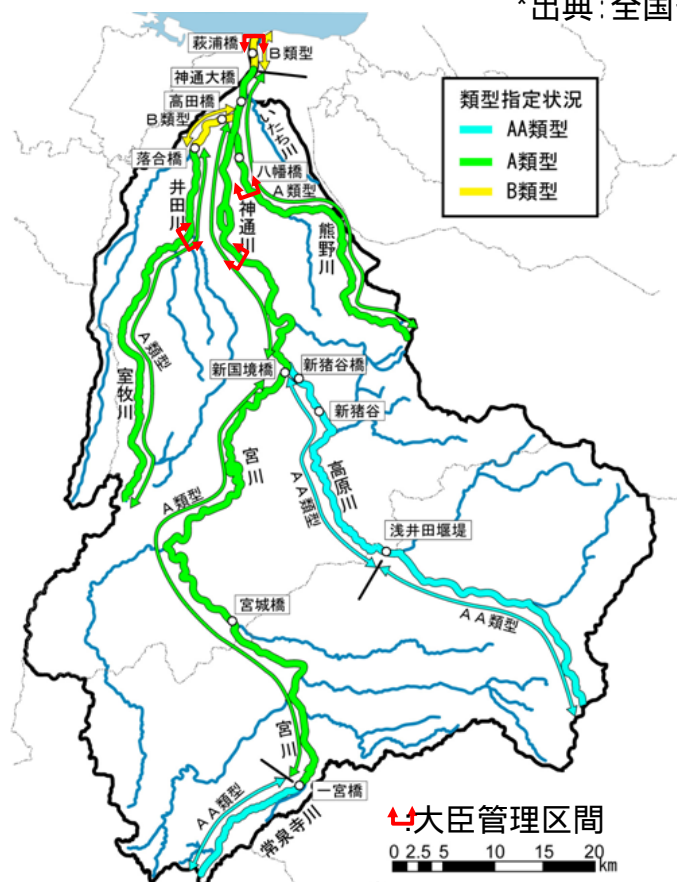 *出典：全国
萩浦橋
B類型
神通大橋
高田橋
B類型
いたち川
落合橋
八幡橋
A類型
井田川
神通川
熊野川
類型指定状況
AA類型
A類型
B類型
新国境橋
新猪谷橋
新猪谷
A類型
室牧川
宮川
A類型
高原川
AA類型
浅井田堰堤
宮城橋
AA類型
宮川
一宮橋
AA類型
常泉寺川
:大臣管理区間
0 2.5 5 10 15 20 km